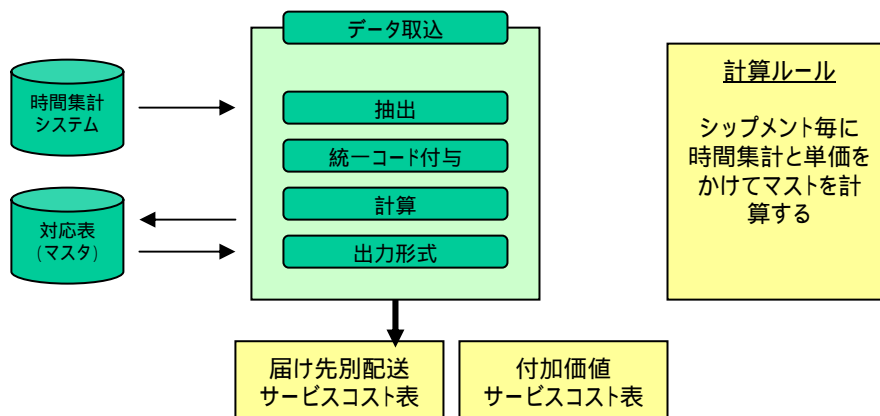 データ取込
時間集計
システム
対応表
(マスタ)
抽出
統一コード付与
計算
出力形式
計算ルール
シップメント毎に
時間集計と単価を
かけてマストを計
算する
届け先別配送
サービスコスト表
付加価値
サービスコスト表